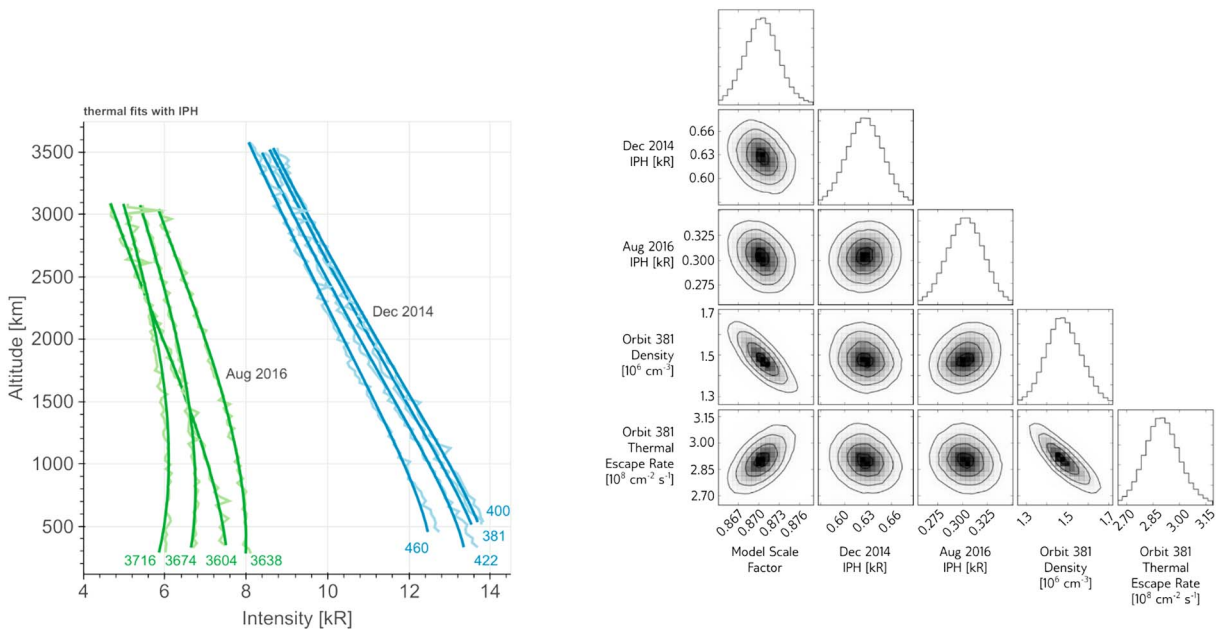 thermal fits with IPH
3500
3000
2500
2000
1500
1000
500
Altitude [km]
Dec 2014
Aug 2016
400
381
460
422
3716 3674 3604 3638
4 6 8 10 12 14
Intensity [kR]
Dec 2014
IPH [kR]
0.66
0.63
0.60
Aug 2016
IPH [kR]
0.325
0.300
0.275
Orbit 381
Density
[10⁶ cm⁻³]
1.7
1.5
1.3
Orbit 381
Thermal
Escape Rate
[10⁸ cm⁻² s⁻¹]
3.15
3.00
2.85
2.70
0.867 0.870 0.873 0.876
Model Scale
Factor
0.60 0.63 0.66
Dec 2014
IPH [kR]
0.275 0.300 0.325
Aug 2016
IPH [kR]
1.3 1.5 1.7
Orbit 381
Density
[10⁶ cm⁻³]
2.70 2.85 3.00 3.15
Orbit 381
Thermal
Escape Rate
[10⁸ cm⁻² s⁻¹]